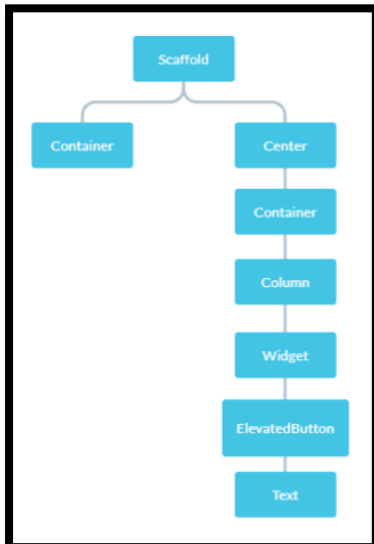 Scaffold
Container
Center
Container
Column
Widget
ElevatedButton
Text